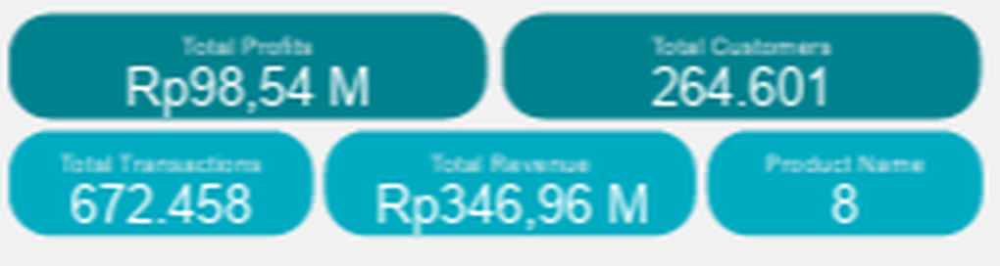 Total Profits
Rp98,54 M
Total Customers
264.601
Total Transactions
672.458
Total Revenue
Rp346,96 M
Product Name
8